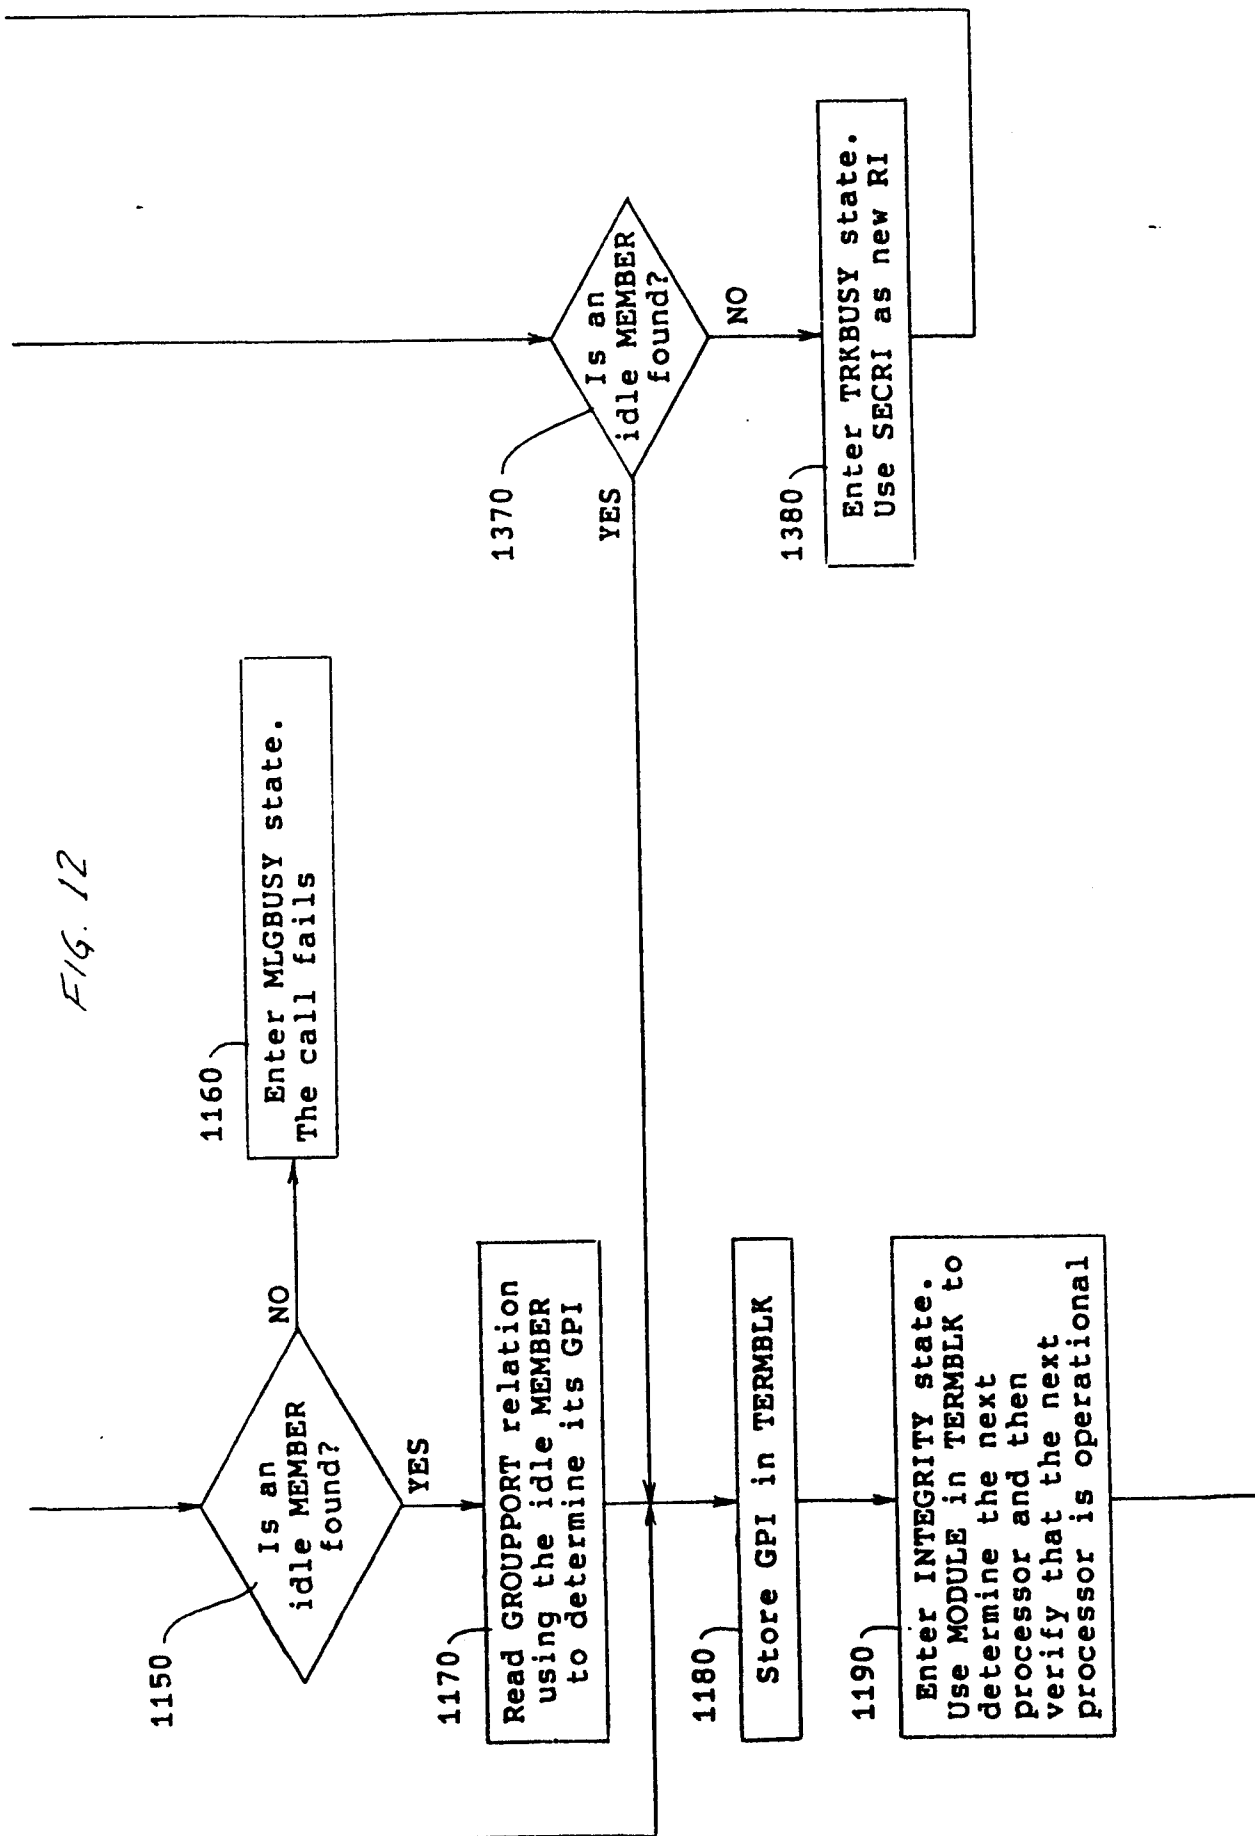 FIG. 12
1150
Is an
idle MEMBER
found?
NO
YES
1160
Enter MLGBUSY state.
The call fails
1170
Read GROUPPORT relation
using the idle MEMBER
to determine its GPI
1180
Store GPI in TERMBLK
1190
Enter INTEGRITY state.
Use MODULE in TERMBLK to
determine the next
processor and then
verify that the next
processor is operational
1370
Is an
idle MEMBER
found?
YES
NO
1380
Enter TRKBUSY state.
Use SECRI as new RI